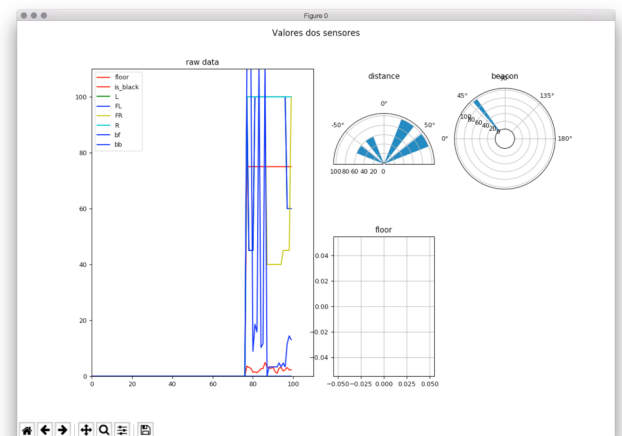 Figure 0
Valores dos sensores
raw data
floor
is_black
L
FL
FR
R
bf
bb
100
80
60
40
20
0
0 20 40 60 80 100
distance
0°
-50° 50°
100 80 60 40 20 0
beacon
90°
45° 135°
0° 180°
100 80 60 40 20 0
floor
0.04
0.02
0.00
−0.02
−0.04
−0.050 −0.025 0.000 0.025 0.050